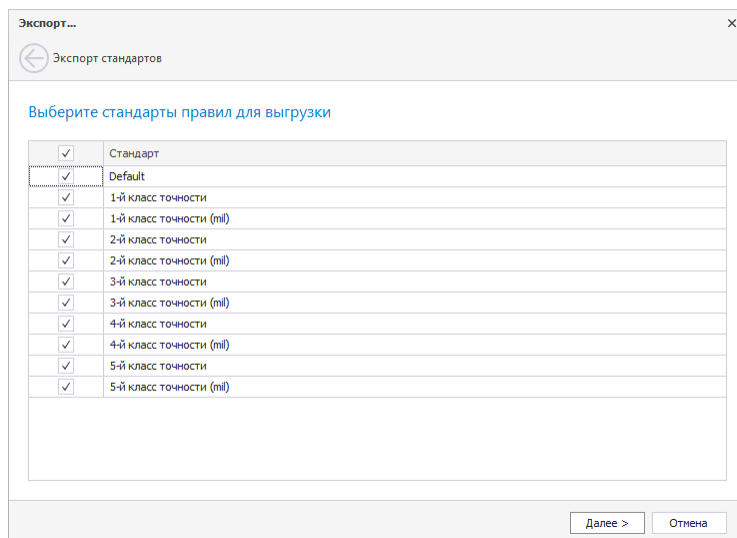 Экспорт...
Экспорт стандартов
Выберите стандарты правил для выгрузки
Стандарт
Default
1-й класс точности
1-й класс точности (mil)
2-й класс точности
2-й класс точности (mil)
3-й класс точности
3-й класс точности (mil)
4-й класс точности
4-й класс точности (mil)
5-й класс точности
5-й класс точности (mil)
Далее > Отмена